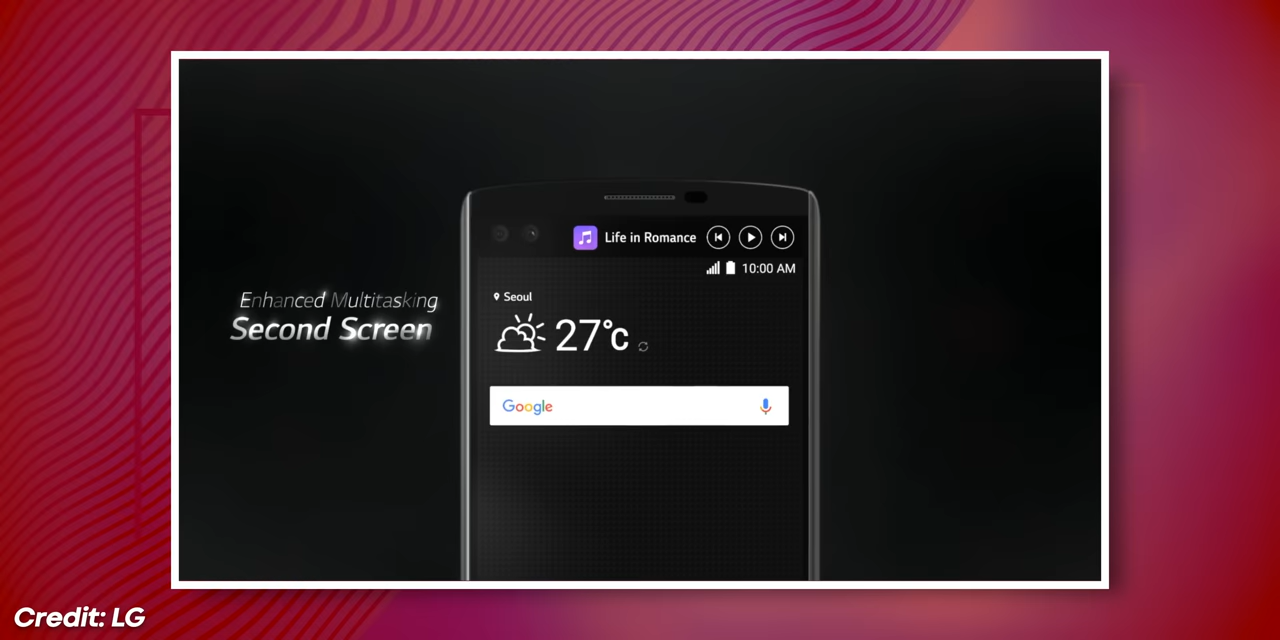 Life in Romance
10:00 AM
Seoul
27°c
Google
Enhanced Multitasking
Second Screen
Credit: LG